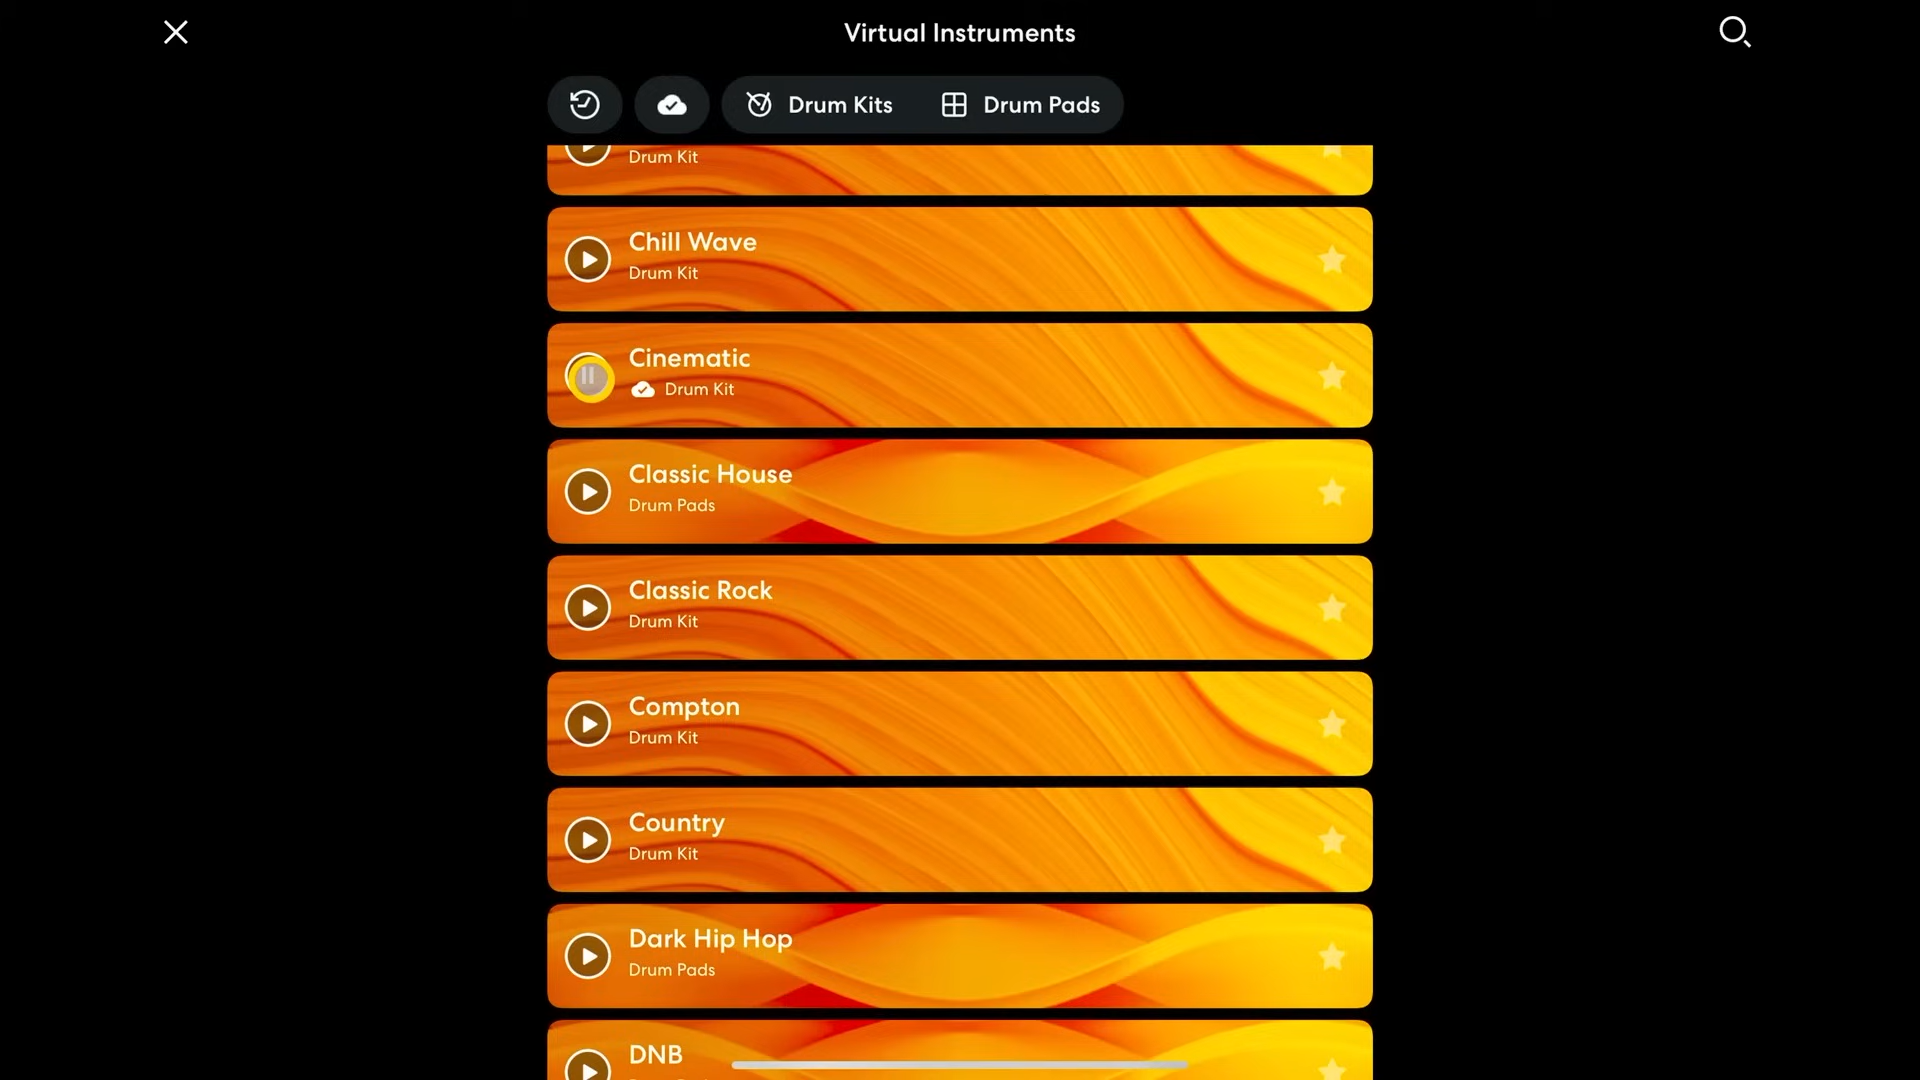 Virtual Instruments
Drum Kits
Drum Pads
Drum Kit
Chill Wave
Drum Kit
Cinematic
Drum Kit
Classic House
Drum Pads
Classic Rock
Drum Kit
Compton
Drum Kit
Country
Drum Kit
Dark Hip Hop
Drum Pads
DNB